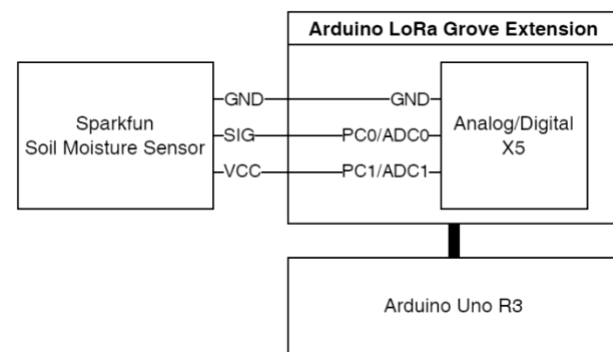 Arduino LoRa Grove Extension
Sparkfun
Soil Moisture Sensor
GND
SIG
VCC
GND
PC0/ADC0
PC1/ADC1
Analog/Digital
X5
Arduino Uno R3